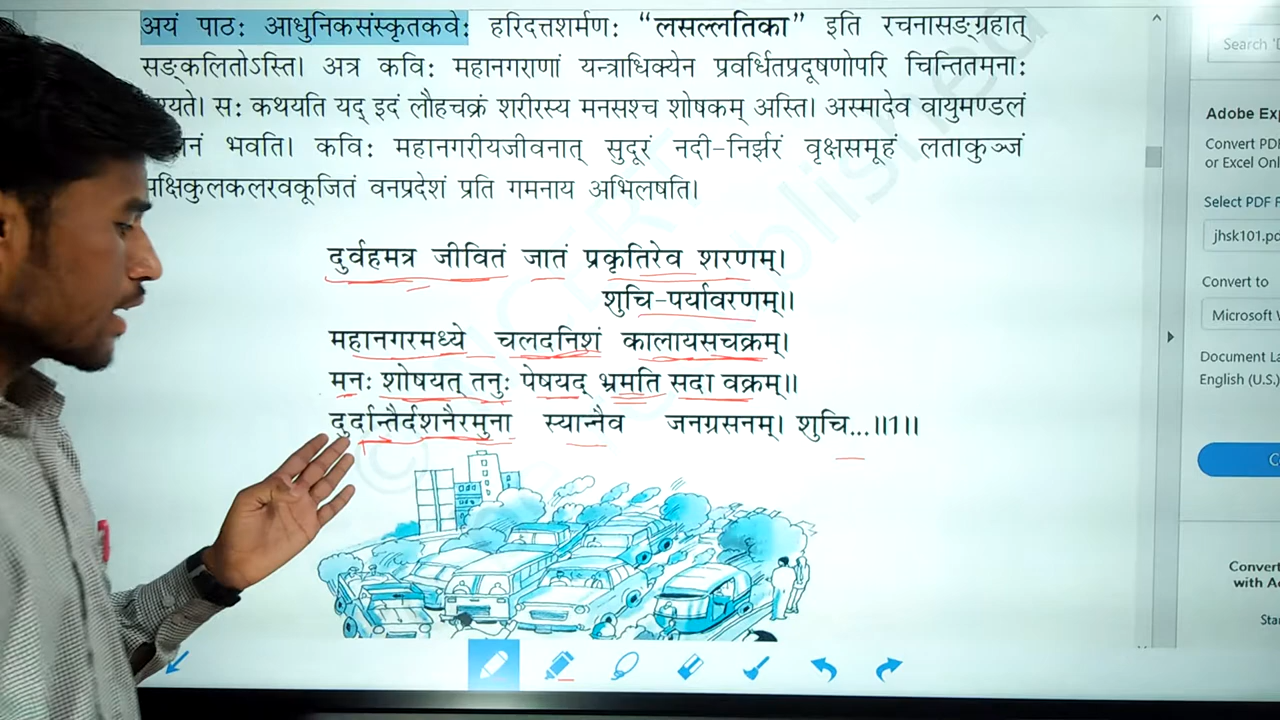 अयं पाठः आधुनिकसंस्कृतकवेः हरिदत्तशर्मणः “लसल्लतिका” इति रचनासङ्ग्रहात्
सङ्कलितोऽस्ति। अत्र कविः महानगराणां यन्त्राधिक्येन प्रवर्धितप्रदूषणोपरि चिन्तितमनाः
सः कथयति यद् इदं लौहचक्रं शरीरस्य मनसश्च शोषकम् अस्ति। अस्मादेव वायुमण्डलं
भवति। कविः महानगरीयजीवनात् सुदूरं नदी-निर्झरं वृक्षसमूहं लताकुञ्जं
पक्षिकुलकलरवकूजितं वनप्रदेशं प्रति गमनाय अभिलषति।
दुर्वहमत्र जीवितं जातं प्रकृतिरेव शरणम्।
शुचि-पर्यावरणम्॥
महानगरमध्ये चलदनिशं कालायसचक्रम्।
मनः शोषयत् तनुः पेषयद् भ्रमति सदा वक्रम्॥
दुर्दान्तैर्दशनैरमुना स्यान्नैव जनग्रसनम्। शुचि...॥1॥
Search
Adobe Exp
Convert PDF
or Excel Onl
Select PDF F
jhsk101.pd
Convert to
Microsoft W
Document La
English (U.S.)
C
Convert
with Ac
Star